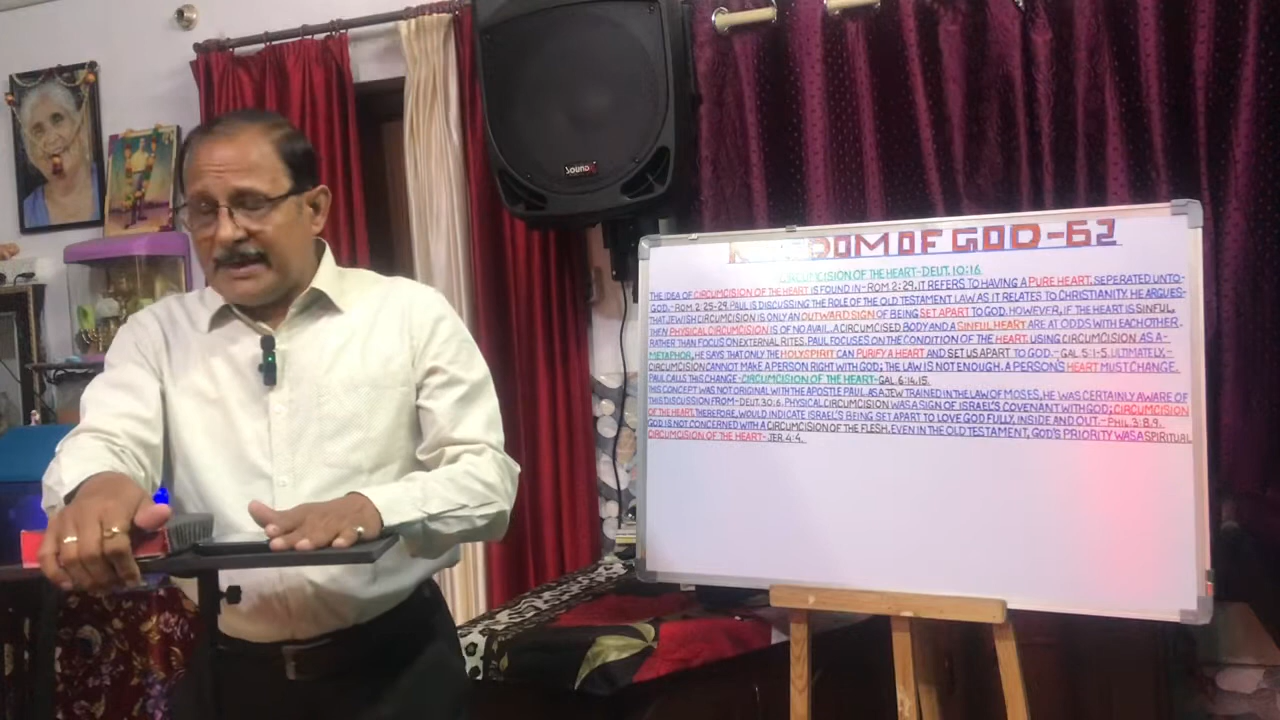 SOUND
DOM OF GOD-62
CIRCUMCISION OF THE HEART-DEUT.10:16
THE IDEA OF CIRCUMCISION OF THE HEART IS FOUND IN-ROM 2:29. IT REFERS TO HAVING A PURE HEART, SEPERATED UNTO-
GOD.-ROM 2:25-29. PAUL IS DISCUSSING THE ROLE OF THE OLD TESTAMENT LAW AS IT RELATES TO CHRISTIANITY. HE ARGUES-
THAT JEWISH CIRCUMCISION IS ONLY AN OUTWARD SIGN OF BEING SET APART TO GOD. HOWEVER, IF THE HEART IS SINFUL,
THEN PHYSICAL CIRCUMCISION IS OF NO AVAIL. A CIRCUMCISED BODY AND A SINFUL HEART ARE AT ODDS WITH EACH OTHER.
RATHER THAN FOCUS ON EXTERNAL RITES, PAUL FOCUSES ON THE CONDITION OF THE HEART. USING CIRCUMCISION AS A-
METAPHOR, HE SAYS THAT ONLY THE HOLY SPIRIT CAN PURIFY A HEART AND SET US APART TO GOD.-GAL 5:1-5. ULTIMATELY,-
CIRCUMCISION CANNOT MAKE A PERSON RIGHT WITH GOD; THE LAW IS NOT ENOUGH. A PERSON'S HEART MUST CHANGE.
PAUL CALLS THIS CHANGE-CIRCUMCISION OF THE HEART-GAL.6:14,15.
THIS CONCEPT WAS NOT ORIGINAL WITH THE APOSTLE PAUL. AS A JEW TRAINED IN THE LAW OF MOSES, HE WAS CERTAINLY AWARE OF
THIS DISCUSSION FROM-DEUT.30:6. PHYSICAL CIRCUMCISION WAS A SIGN OF ISRAEL'S COVENANT WITH GOD; CIRCUMCISION
OF THE HEART, THEREFORE, WOULD INDICATE ISRAEL'S BEING SET APART TO LOVE GOD FULLY, INSIDE AND OUT.-PHIL 3:8,9.
GOD IS NOT CONCERNED WITH A CIRCUMCISION OF THE FLESH. EVEN IN THE OLD TESTAMENT, GOD'S PRIORITY WAS A SPIRITUAL
CIRCUMCISION OF THE HEART-JER.4:4.